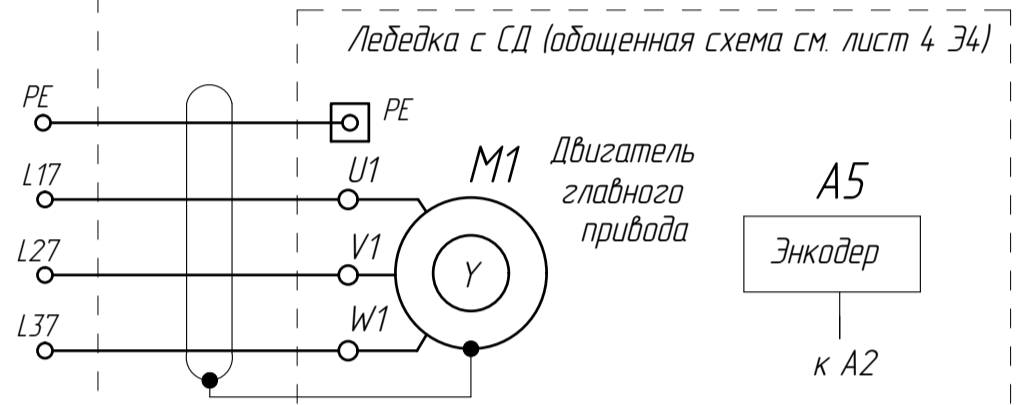 Лебедка с СД (обощенная схема см. лист 4 Э4)
PE
PE
L17
U1
M1
Двигатель
главного
привода
A5
L27
V1
Y
Энкодер
L37
W1
к A2